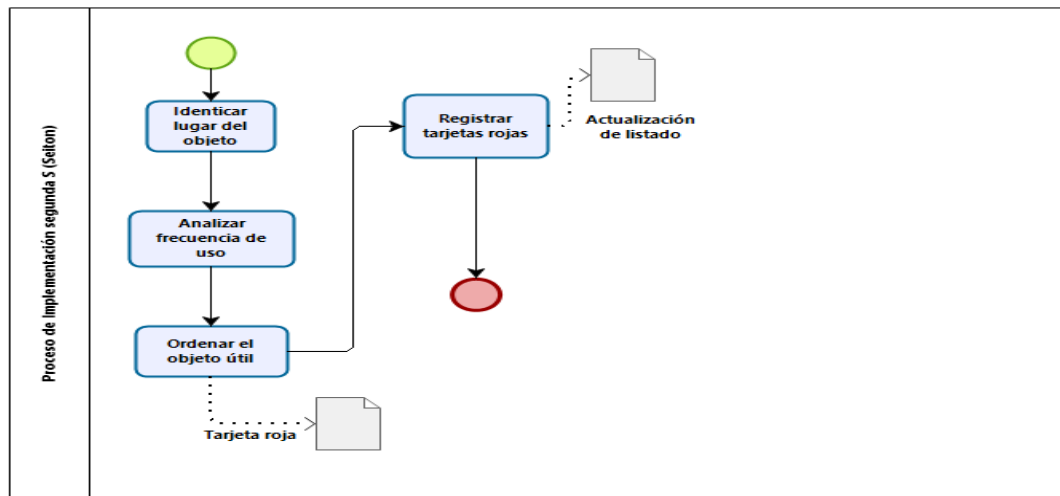 Proceso de Implementación segunda S (Seiton)
Identicar
lugar del
objeto
Analizar
frecuencia de
uso
Ordenar el
objeto útil
Tarjeta roja
Registrar
tarjetas rojas
Actualización
de listado